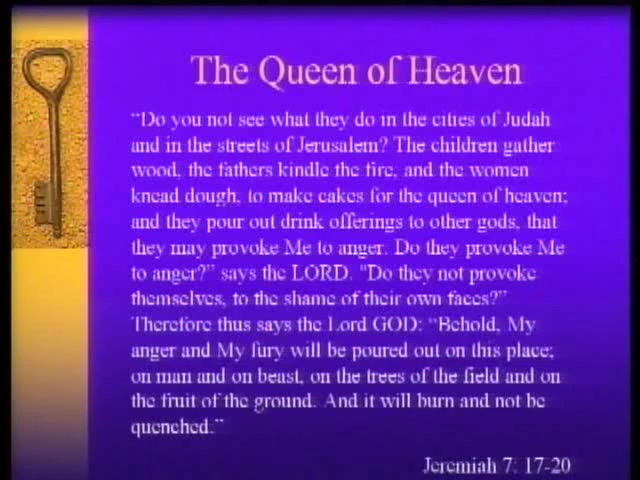 The Queen of Heaven
“Do you not see what they do in the cities of Judah
and in the streets of Jerusalem? The children gather
wood, the fathers kindle the fire, and the women
knead dough, to make cakes for the queen of heaven;
and they pour out drink offerings to other gods, that
they may provoke Me to anger. Do they provoke Me
to anger?” says the LORD. “Do they not provoke
themselves, to the shame of their own faces?”
Therefore thus says the Lord GOD: “Behold, My
anger and My fury will be poured out on this place;
on man and on beast, on the trees of the field and on
the fruit of the ground. And it will burn and not be
quenched.”
Jeremiah 7: 17-20